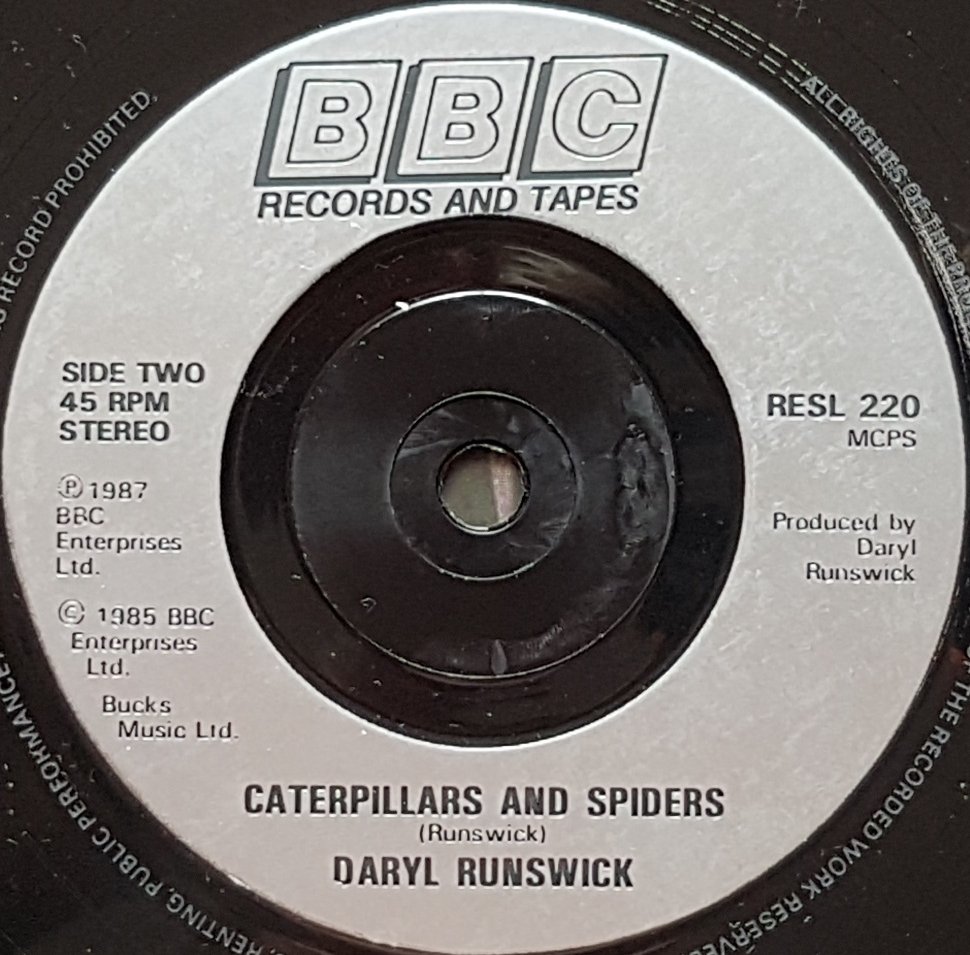 BBC
RECORDS AND TAPES
SIDE TWO
45 RPM
STEREO
Ⓟ 1987
BBC
Enterprises
Ltd.
© 1985 BBC
Enterprises
Ltd.
Bucks
Music Ltd.
RESL 220
MCPS
Produced by
Daryl
Runswick
CATERPILLARS AND SPIDERS
(Runswick)
DARYL RUNSWICK
ALL RIGHTS OF THE
THE RECORDED WORK
RENTING, PUBLIC PERFORMANCE
RECORD PROHIBITED.